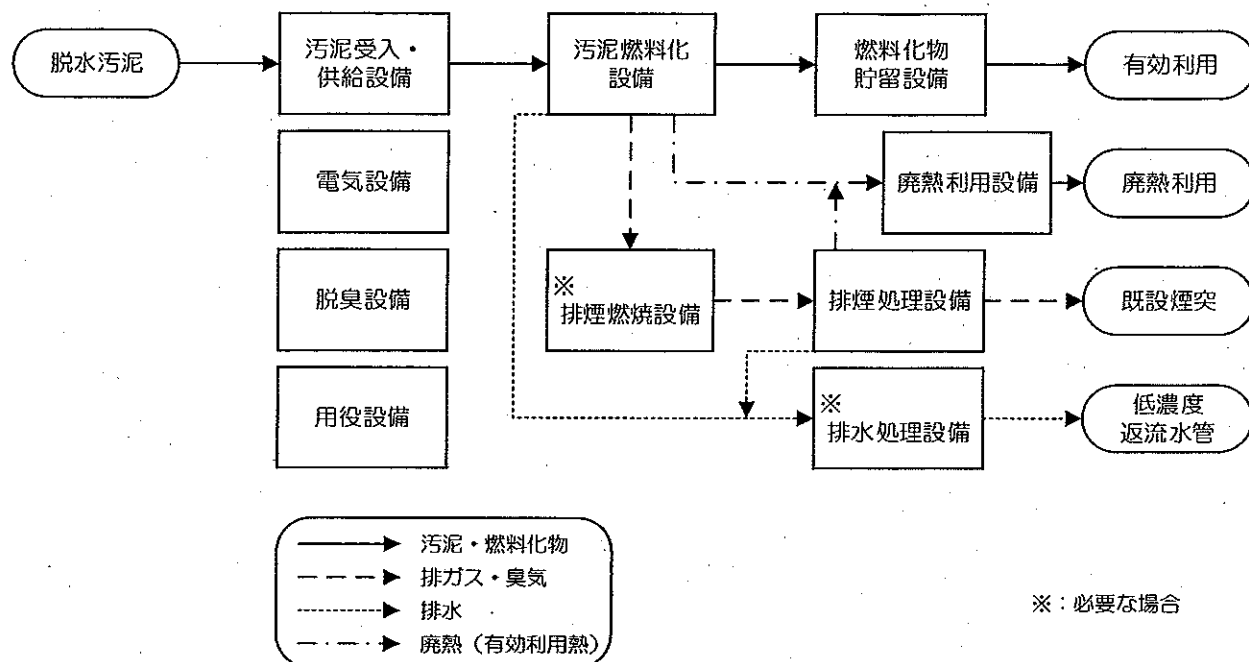 脱水汚泥
汚泥受入・
供給設備
汚泥燃料化
設備
燃料化物
貯留設備
有効利用
電気設備
廃熱利用設備
廃熱利用
脱臭設備
※
排煙燃焼設備
排煙処理設備
既設煙突
用役設備
※
排水処理設備
低濃度
返流水管
汚泥・燃料化物
排ガス・臭気
排水
廃熱（有効利用熱）
※：必要な場合